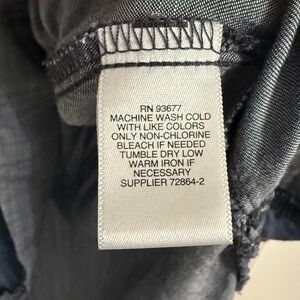 RN 93677
MACHINE WASH COLD
WITH LIKE COLORS
ONLY NON-CHLORINE
BLEACH IF NEEDED
TUMBLE DRY LOW
WARM IRON IF
NECESSARY
SUPPLIER 72864-2